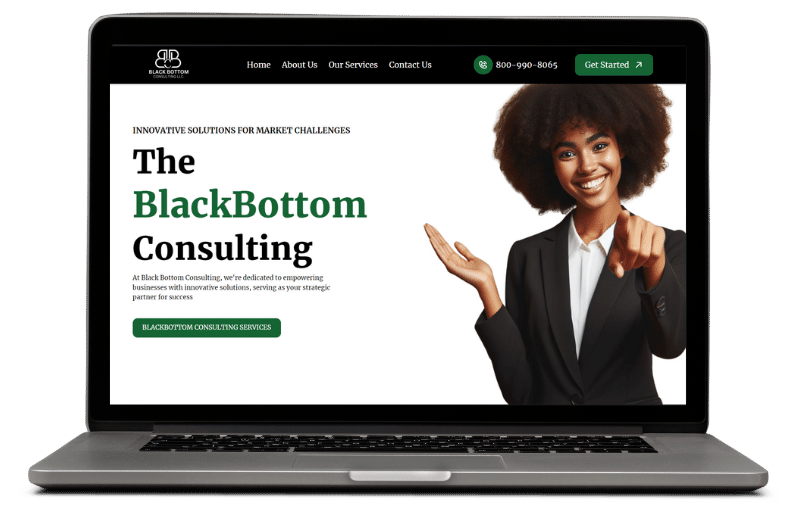 BLACK BOTTOM
CONSULTING LLC
Home About Us Our Services Contact Us 800-990-8065 Get Started
INNOVATIVE SOLUTIONS FOR MARKET CHALLENGES
The
BlackBottom
Consulting
At Black Bottom Consulting, we're dedicated to empowering
businesses with innovative solutions, serving as your strategic
partner for success
BLACKBOTTOM CONSULTING SERVICES